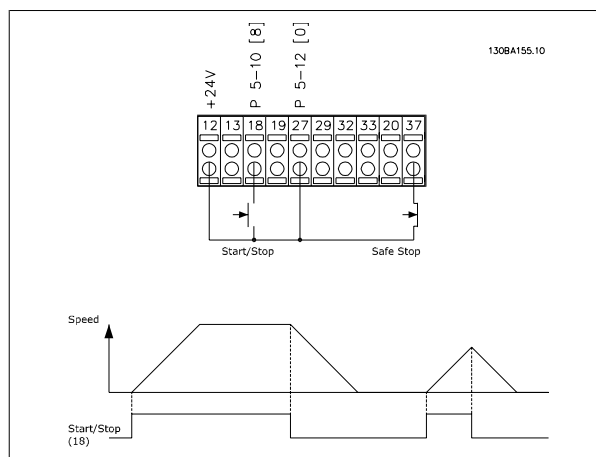 130BA155.10
+24V
P 5-10 [8]
P 5-12 [0]
12 13 18 19 27 29 32 33 20 37
Start/Stop
Safe Stop
Speed
Start/Stop
(18)